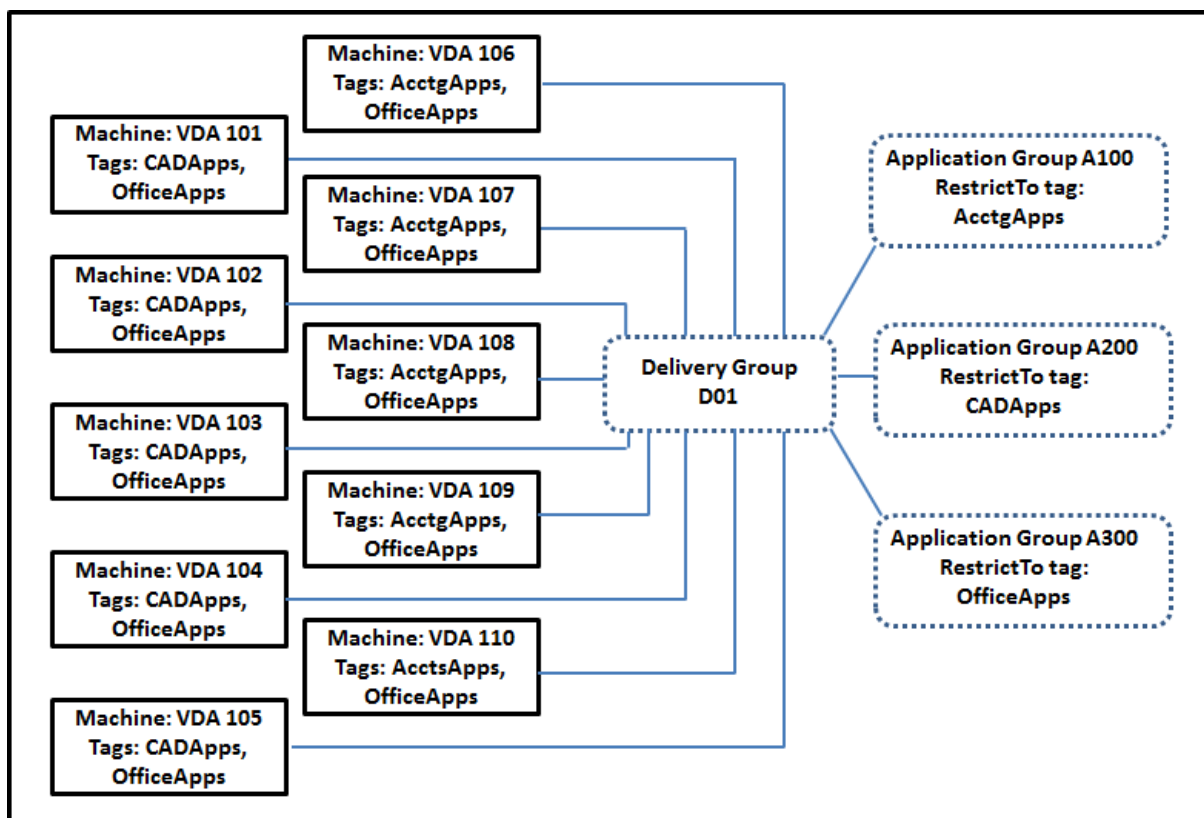 Machine: VDA 106
Tags: AcctgApps,
OfficeApps
Machine: VDA 101
Tags: CADApps,
OfficeApps
Machine: VDA 107
Tags: AcctgApps,
OfficeApps
Machine: VDA 102
Tags: CADApps,
OfficeApps
Machine: VDA 108
Tags: AcctgApps,
OfficeApps
Machine: VDA 103
Tags: CADApps,
OfficeApps
Machine: VDA 109
Tags: AcctgApps,
OfficeApps
Machine: VDA 104
Tags: CADApps,
OfficeApps
Machine: VDA 110
Tags: AcctsApps,
OfficeApps
Machine: VDA 105
Tags: CADApps,
OfficeApps
Delivery Group
D01
Application Group A100
RestrictTo tag:
AcctgApps
Application Group A200
RestrictTo tag:
CADApps
Application Group A300
RestrictTo tag:
OfficeApps